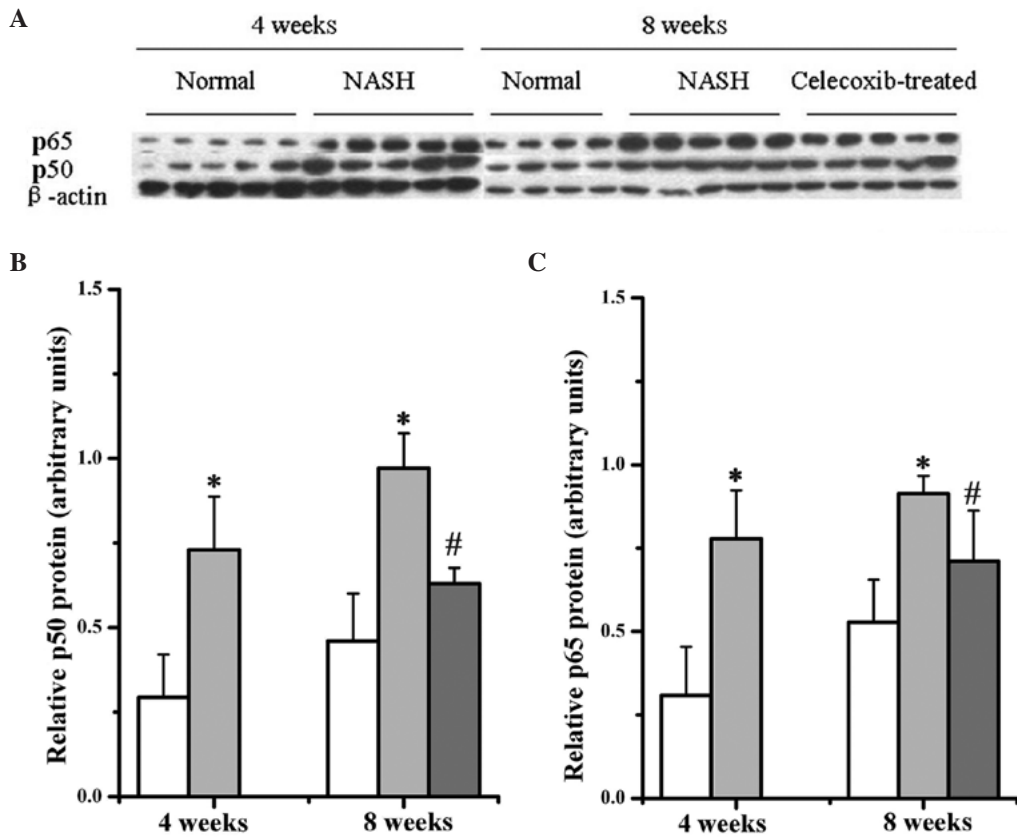 A
4 weeks 8 weeks
Normal NASH Normal NASH Celecoxib-treated
p65
p50
β-actin
B
Relative p50 protein (arbitrary units)
1.5
1.0
0.5
0.0
*
*
#
4 weeks 8 weeks
C
Relative p65 protein (arbitrary units)
1.5
1.0
0.5
0.0
*
*
#
4 weeks 8 weeks